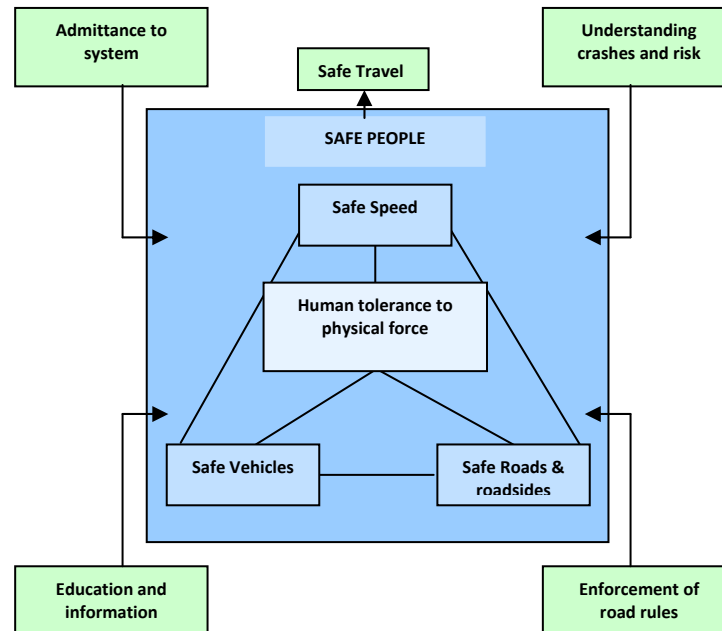 Admittance to
system
Understanding
crashes and risk
Safe Travel
SAFE PEOPLE
Safe Speed
Human tolerance to
physical force
Safe Vehicles
Safe Roads &
roadsides
Education and
information
Enforcement of
road rules